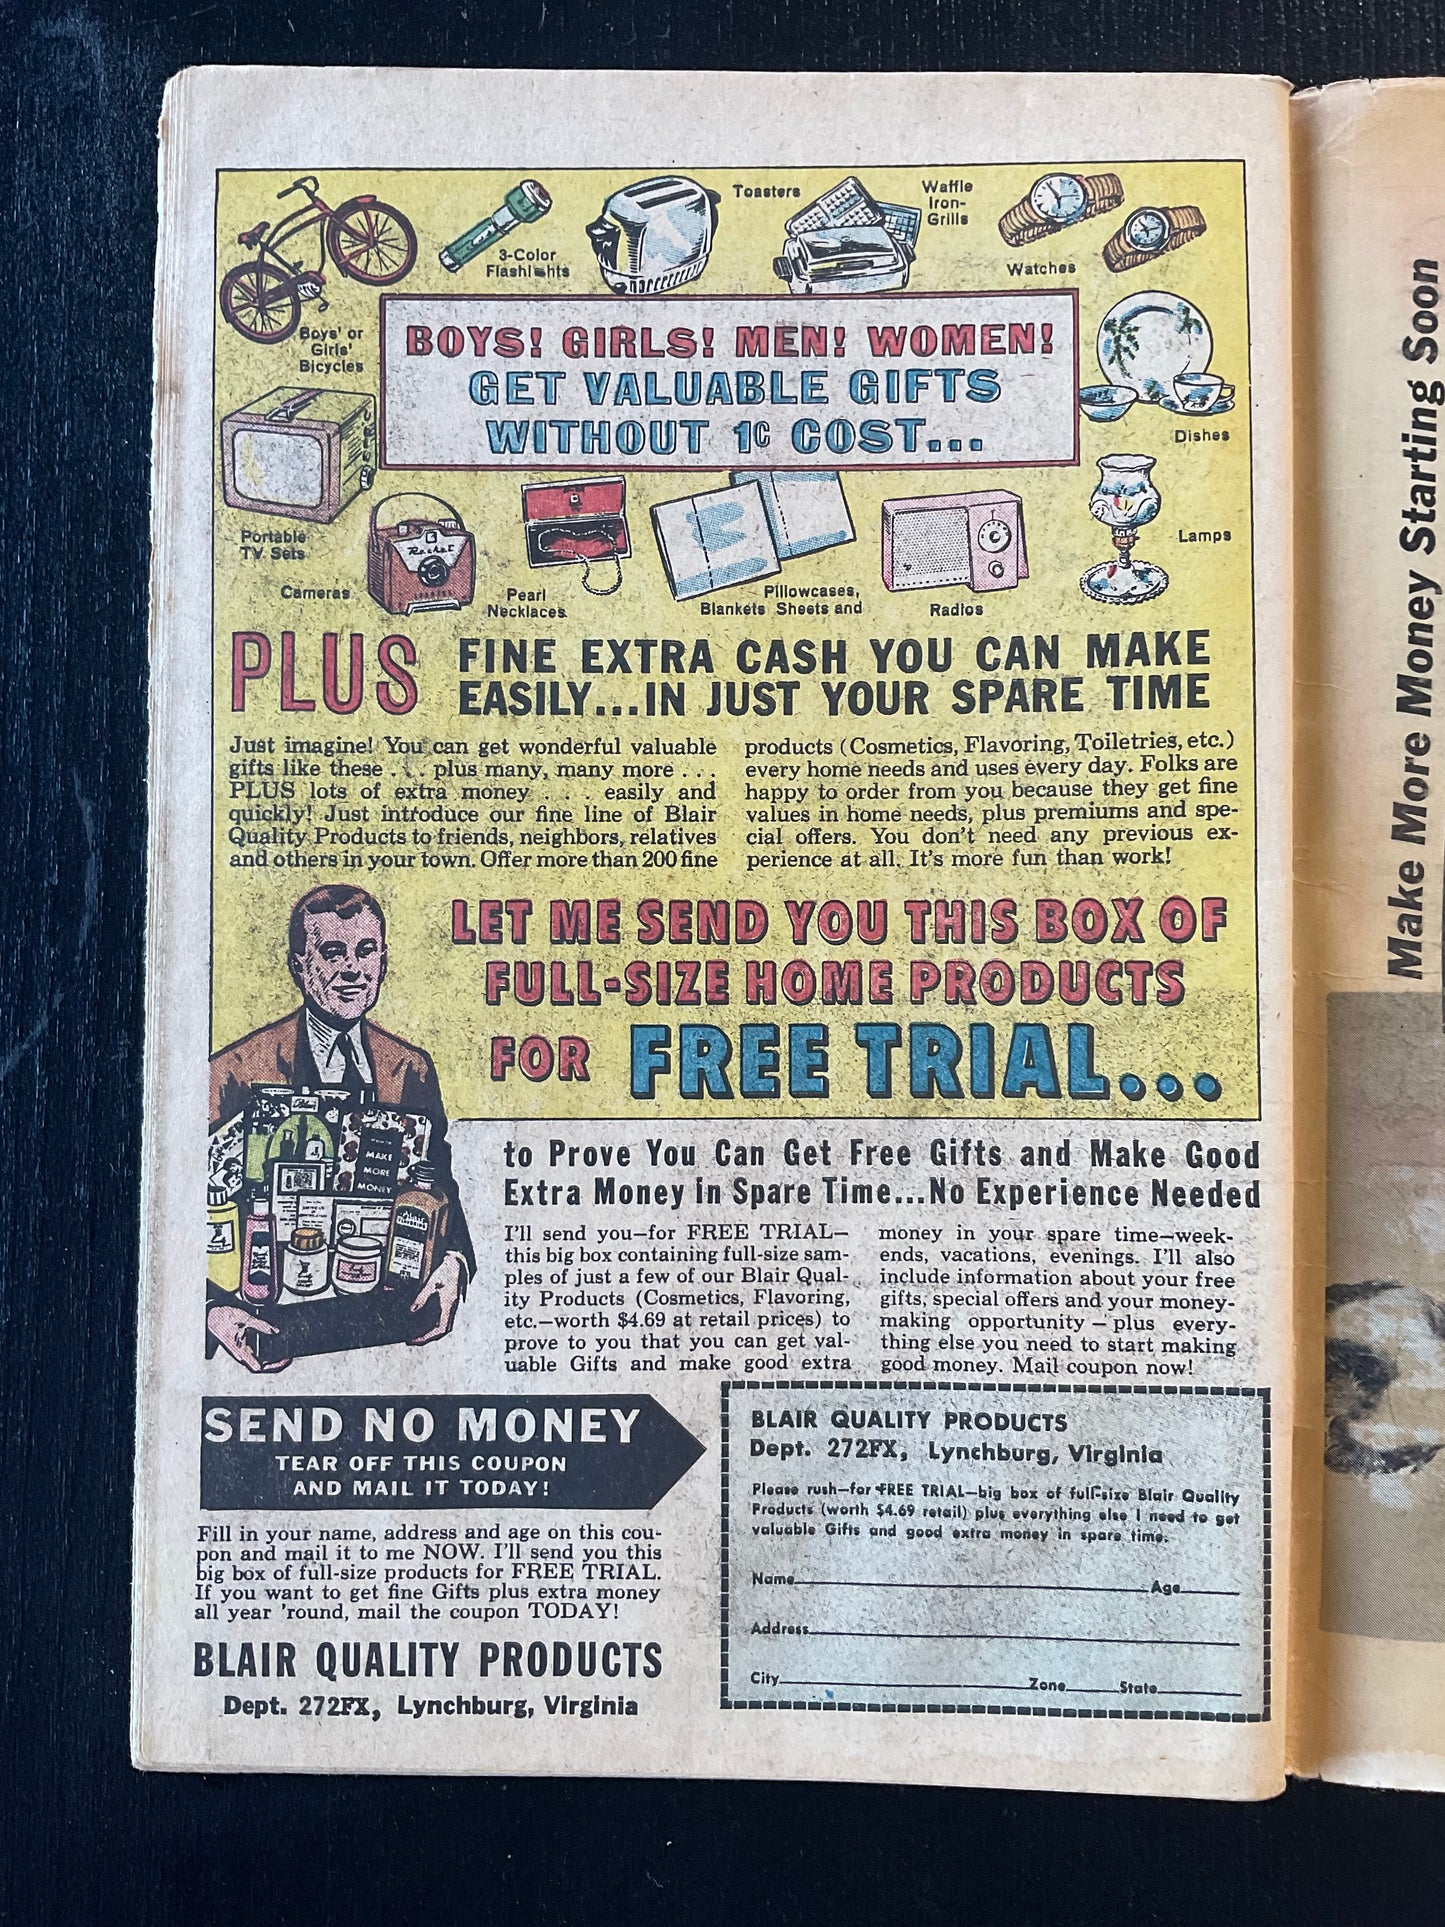 Toasters
Waffle
Iron-
Grills
3-Color
Flashlights
Watches
Boys' or
Girls'
Bicycles
BOYS! GIRLS! MEN! WOMEN!
GET VALUABLE GIFTS
WITHOUT 1¢ COST...
Dishes
Portable
TV Sets
Rocket
Cameras
Pearl
Necklaces
Pillowcases,
Blankets Sheets and
Radios
Lamps
PLUS
FINE EXTRA CASH YOU CAN MAKE
EASILY...IN JUST YOUR SPARE TIME
Just imagine! You can get wonderful valuable
gifts like these . . . plus many, many more . . .
PLUS lots of extra money . . . easily and
quickly! Just introduce our fine line of Blair
Quality Products to friends, neighbors, relatives
and others in your town. Offer more than 200 fine
products (Cosmetics, Flavoring, Toiletries, etc.)
every home needs and uses every day. Folks are
happy to order from you because they get fine
values in home needs, plus premiums and spe-
cial offers. You don't need any previous ex-
perience at all. It's more fun than work!
LET ME SEND YOU THIS BOX OF
FULL-SIZE HOME PRODUCTS
FOR FREE TRIAL...
MAKE
MORE
MONEY
to Prove You Can Get Free Gifts and Make Good
Extra Money in Spare Time...No Experience Needed
I'll send you—for FREE TRIAL—
this big box containing full-size sam-
ples of just a few of our Blair Qual-
ity Products (Cosmetics, Flavoring,
etc.—worth $4.69 at retail prices) to
prove to you that you can get val-
uable Gifts and make good extra
money in your spare time—week-
ends, vacations, evenings. I'll also
include information about your free
gifts, special offers and your money-
making opportunity — plus every-
thing else you need to start making
good money. Mail coupon now!
SEND NO MONEY
TEAR OFF THIS COUPON
AND MAIL IT TODAY!
Fill in your name, address and age on this cou-
pon and mail it to me NOW. I'll send you this
big box of full-size products for FREE TRIAL.
If you want to get fine Gifts plus extra money
all year 'round, mail the coupon TODAY!
BLAIR QUALITY PRODUCTS
Dept. 272FX, Lynchburg, Virginia
BLAIR QUALITY PRODUCTS
Dept. 272FX, Lynchburg, Virginia
Please rush—for FREE TRIAL—big box of full-size Blair Quality
Products (worth $4.69 retail) plus everything else I need to get
valuable Gifts and good extra money in spare time.
Name Age
Address
City Zone State
Make More Money Starting Soon